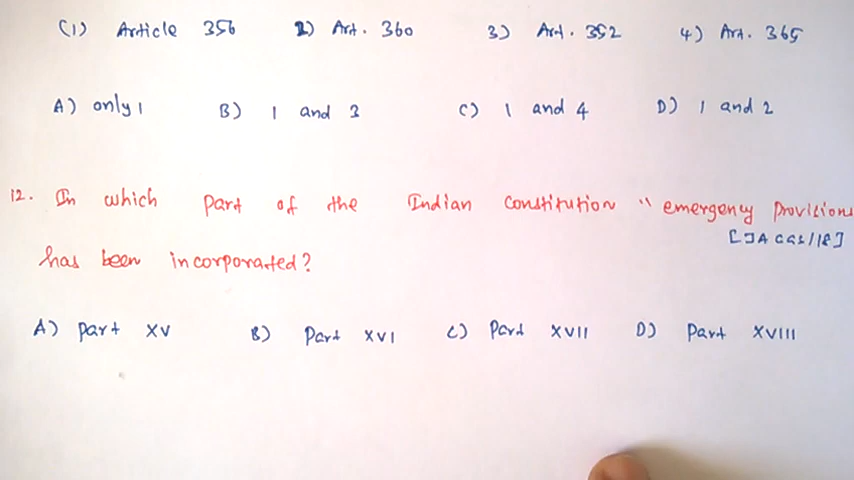 (1) Article 356 2) Art. 360 3) Art. 352 4) Art. 365
A) only 1 B) 1 and 3 C) 1 and 4 D) 1 and 2
12. In which part of the Indian constitution " emergency provisions
[JA CGS/18]
has been incorporated?
A) Part XV B) Part XVI C) Part XVII D) Part XVIII